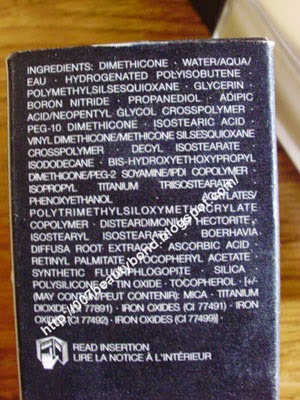 INGREDIENTS: DIMETHICONE · WATER/AQUA/
EAU · HYDROGENATED POLYISOBUTENE ·
POLYMETHYLSILSESQUIOXANE · GLYCERIN ·
BORON NITRIDE · PROPANEDIOL · ADIPIC
ACID/NEOPENTYL GLYCOL CROSSPOLYMER ·
PEG-10 DIMETHICONE · ISOSTEARIC ACID ·
VINYL DIMETHICONE/METHICONE SILSESQUIOXANE
CROSSPOLYMER · DECYL ISOSTEARATE ·
ISODODECANE · BIS-HYDROXYETHOXYPROPYL
DIMETHICONE/PEG-2 SOYAMINE/IPDI COPOLYMER ·
ISOPROPYL TITANIUM TRIISOSTEARATE ·
PHENOXYETHANOL
POLYTRIMETHYLSILOXYMETHACRYLATE
COPOLYMER · DISTEARDIMONIUM HECTORITE ·
ISOSTEARYL ISOSTEARATE · BOERHAVIA
DIFFUSA ROOT EXTRACT · ASCORBIC ACID ·
RETINYL PALMITATE · TOCOPHERYL ACETATE ·
SYNTHETIC FLUORPHLOGOPITE · SILICA ·
TIN OXIDE · TOCOPHEROL · [+/-
(MAY CONTAIN/PEUT CONTENIR): MICA · TITANIUM
DIOXIDE (CI 77891) · IRON OXIDES (CI 77491) · IRON
OXIDES (CI 77492) · IRON OXIDES (CI 77499)] ·
READ INSERTION
LIRE LA NOTICE À L'INTÉRIEUR